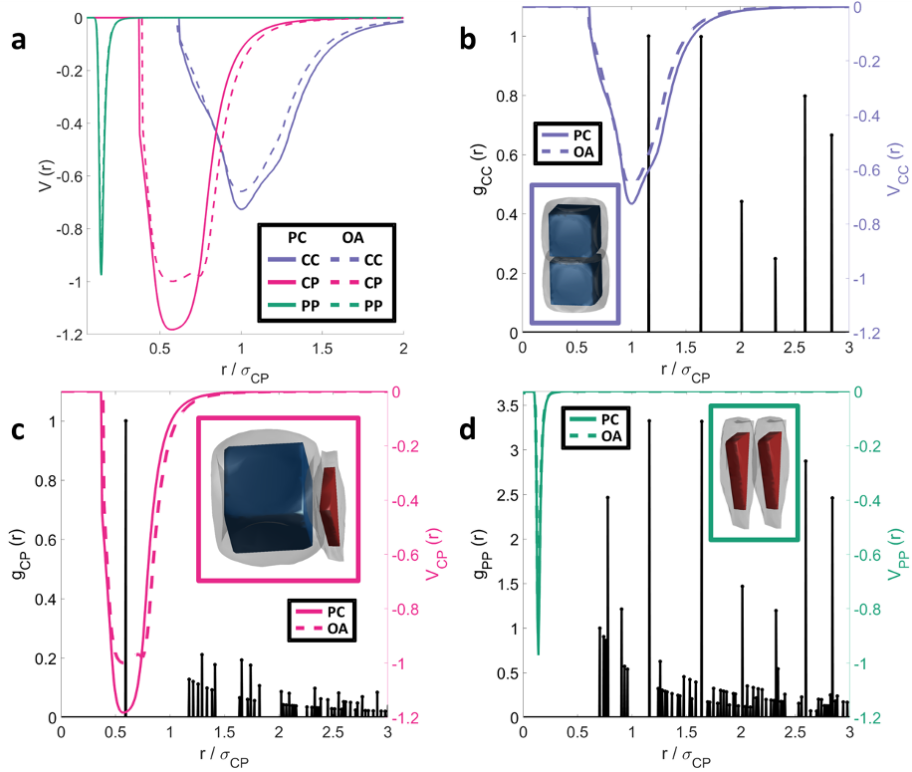 a
0
-0.2
-0.4
-0.6
-0.8
-1
-1.2
V (r)
0.5 1 1.5 2
r / σCP
PC OA
CC CC
CP CP
PP PP
b
1
0.8
0.6
0.4
0.2
0
gCC (r)
0
-0.2
-0.4
-0.6
-0.8
-1
-1.2
VCC (r)
0 0.5 1 1.5 2 2.5 3
r / σCP
PC
OA
c
1
0.8
0.6
0.4
0.2
0
gCP (r)
0
-0.2
-0.4
-0.6
-0.8
-1
-1.2
VCP (r)
0 0.5 1 1.5 2 2.5 3
r / σCP
PC
OA
d
3.5
3
2.5
2
1.5
1
0.5
0
gPP (r)
0
-0.2
-0.4
-0.6
-0.8
-1
-1.2
VPP (r)
0 0.5 1 1.5 2 2.5 3
r / σCP
PC
OA